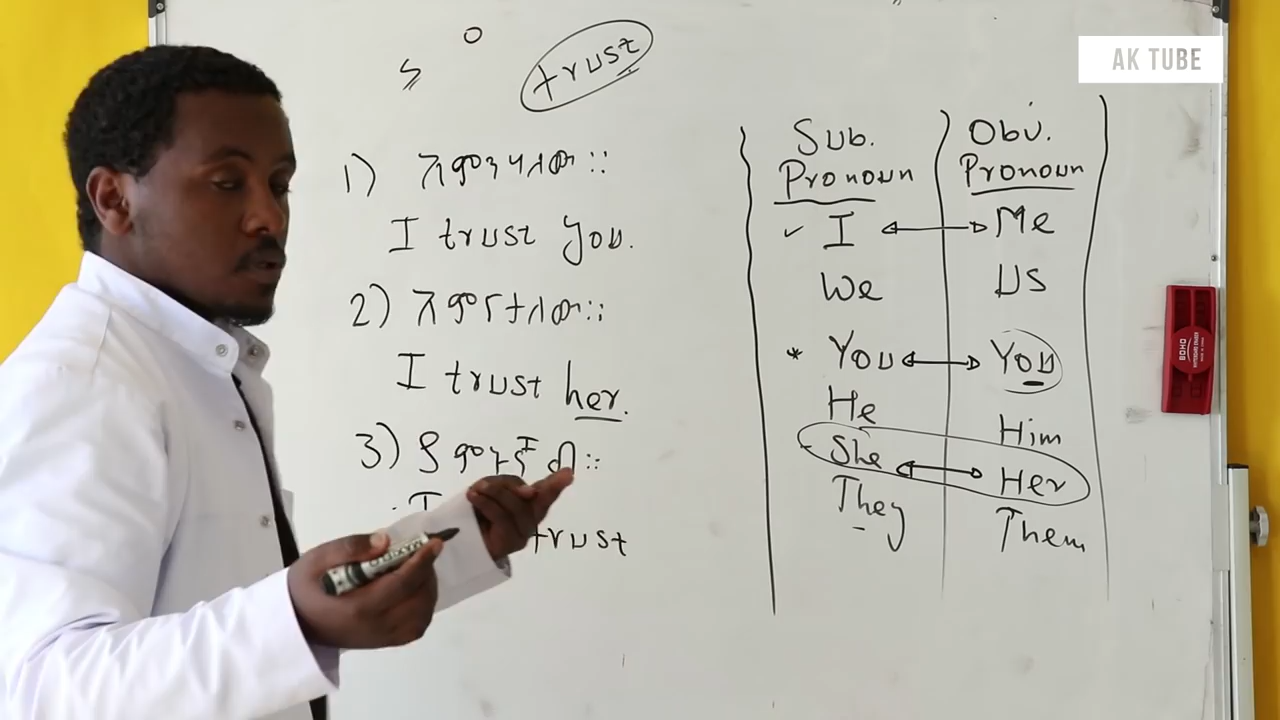 AK TUBE
S O trust
1) እምንሃለው።
I trust you.
2) እምናታለው።
I trust her.
3)
trust
Sub.
Pronoun
I
We
* You
He
She
They
Obj.
Pronoun
Me
Us
You
Him
Her
Them